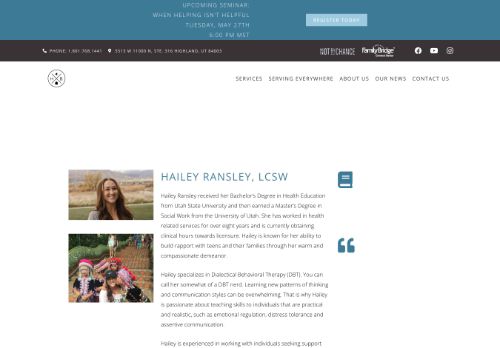 UPCOMING SEMINAR:
WHEN HELPING ISN'T HELPFUL
TUESDAY, MAY 27TH
6:00 PM MST
REGISTER TODAY
PHONE: 1.801.768.1441
5513 W 11000 N, STE. 316 HIGHLAND, UT 84003
NOTBYCHANCE
FamilyBridge
SERVICES
SERVING EVERYWHERE
ABOUT US
OUR NEWS
CONTACT US
HAILEY RANSLEY, LCSW
Hailey Ransley received her Bachelor's Degree in Health Education
from Utah State University and then earned a Master's Degree in
Social Work from the University of Utah. She has worked in health
related services for over eight years and is currently obtaining
clinical hours towards licensure. Hailey is known for her ability to
build rapport with teens and their families through her warm and
compassionate demeanor.
Hailey specializes in Dialectical Behavioral Therapy (DBT). You can
call her somewhat of a DBT nerd. Learning new patterns of thinking
and communication styles can be overwhelming. That is why Hailey
is passionate about teaching skills to individuals that are practical
and realistic, such as emotional regulation, distress tolerance and
assertive communication.
Hailey is experienced in working with individuals seeking support